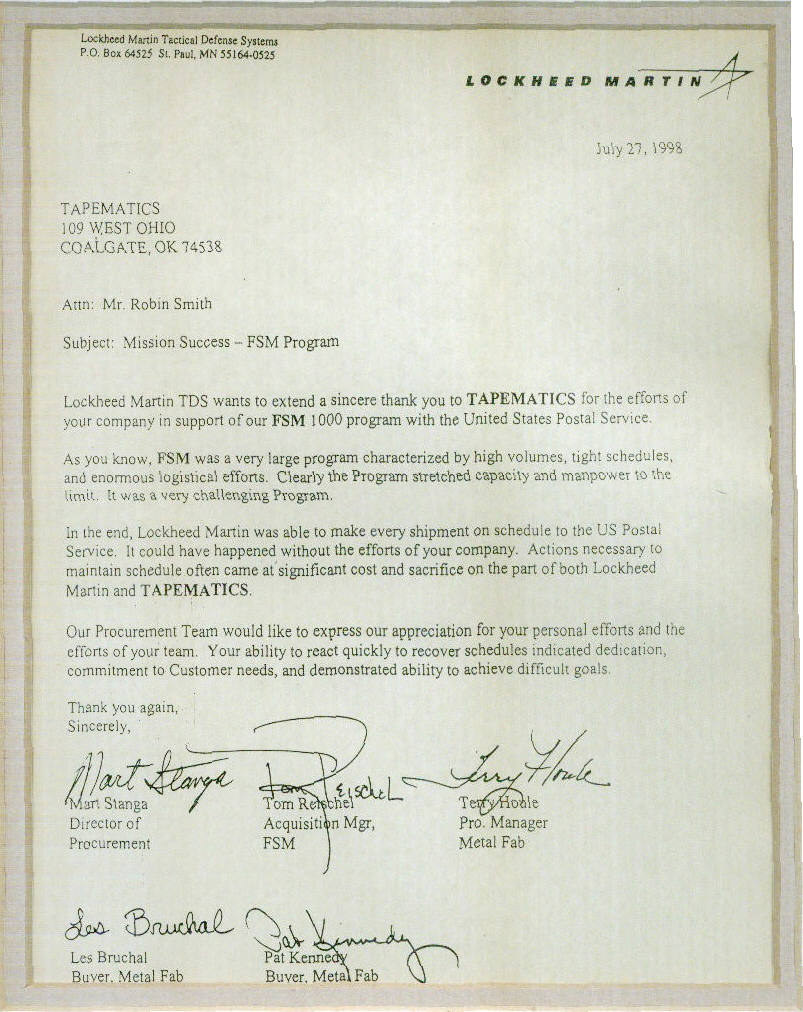 Lockheed Martin Tactical Defense Systems
P.O. Box 64525 St. Paul, MN 55164-0525
LOCKHEED MARTIN
July 27, 1998
TAPEMATICS
109 WEST OHIO
COALGATE, OK 74538
Attn: Mr. Robin Smith
Subject: Mission Success – FSM Program
Lockheed Martin TDS wants to extend a sincere thank you to TAPEMATICS for the efforts of
your company in support of our FSM 1000 program with the United States Postal Service.
As you know, FSM was a very large program characterized by high volumes, tight schedules,
and enormous logistical efforts. Clearly the Program stretched capacity and manpower to the
limit. It was a very challenging Program.
In the end, Lockheed Martin was able to make every shipment on schedule to the US Postal
Service. It could have happened without the efforts of your company. Actions necessary to
maintain schedule often came at significant cost and sacrifice on the part of both Lockheed
Martin and TAPEMATICS.
Our Procurement Team would like to express our appreciation for your personal efforts and the
efforts of your team. Your ability to react quickly to recover schedules indicated dedication,
commitment to Customer needs, and demonstrated ability to achieve difficult goals.
Thank you again,
Sincerely,
Mart Stanga Tom Reischel Terry Houle
Mart Stanga Tom Reischel Terry Houle
Director of Acquisition Mgr, Pro. Manager
Procurement FSM Metal Fab
Les Bruchal Pat Kennedy
Les Bruchal Pat Kennedy
Buyer, Metal Fab Buyer, Metal Fab